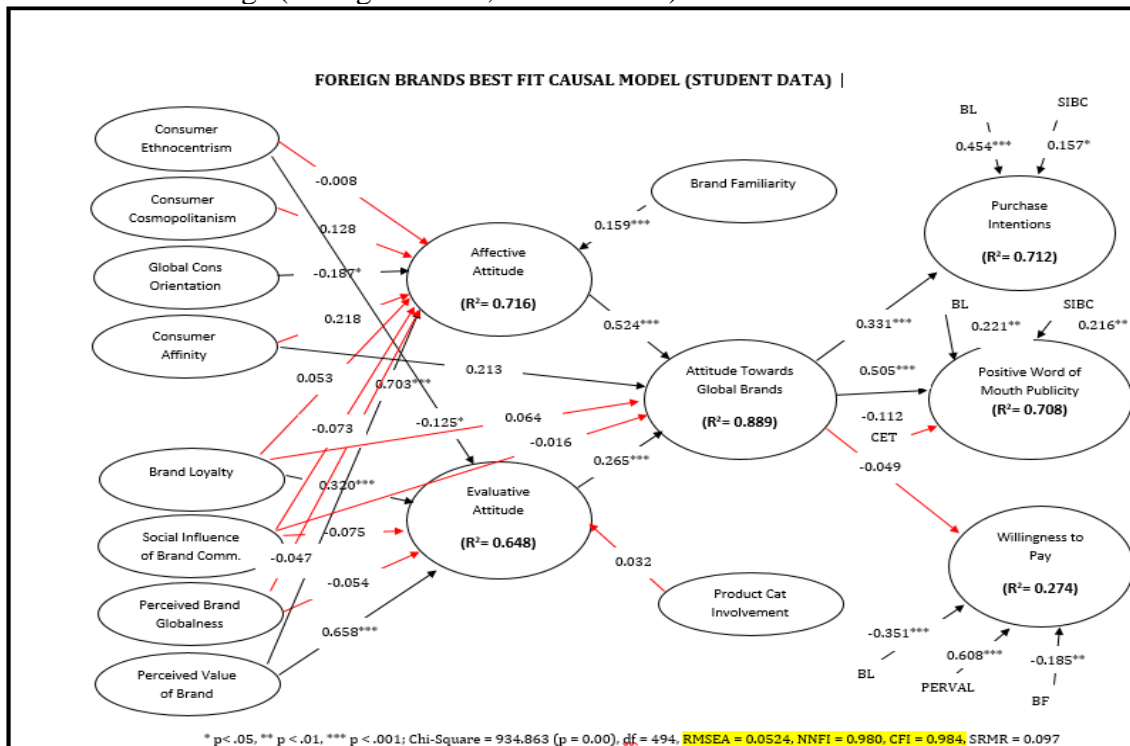 FOREIGN BRANDS BEST FIT CAUSAL MODEL (STUDENT DATA) |
BL
SIBC
0.454***
0.157*
Consumer
Ethnocentrism
-0.008
Consumer
Cosmopolitanism
0.128
Global Cons
Orientation
-0.187*
Consumer
Affinity
0.218
Brand Familiarity
0.159***
Affective
Attitude
(R²= 0.716)
Purchase
Intentions
(R²= 0.712)
0.524***
0.331***
BL
SIBC
0.221**
0.216**
0.053
0.703***
0.213
Attitude Towards
Global Brands
(R²= 0.889)
0.505***
Positive Word of
Mouth Publicity
(R²= 0.708)
-0.073
-0.125*
0.064
-0.016
-0.112
CET
-0.049
Brand Loyalty
0.320***
0.265***
Evaluative
Attitude
(R²= 0.648)
Social Influence
of Brand Comm.
-0.075
-0.047
-0.054
0.032
Willingness to
Pay
(R²= 0.274)
Perceived Brand
Globalness
0.658***
Product Cat
Involvement
Perceived Value
of Brand
-0.351***
0.608***
-0.185**
BL
PERVAL
BF
* p< .05, ** p < .01, *** p < .001; Chi-Square = 934.863 (p = 0.00), df = 494, RMSEA = 0.0524, NNFI = 0.980, CFI = 0.984, SRMR = 0.097